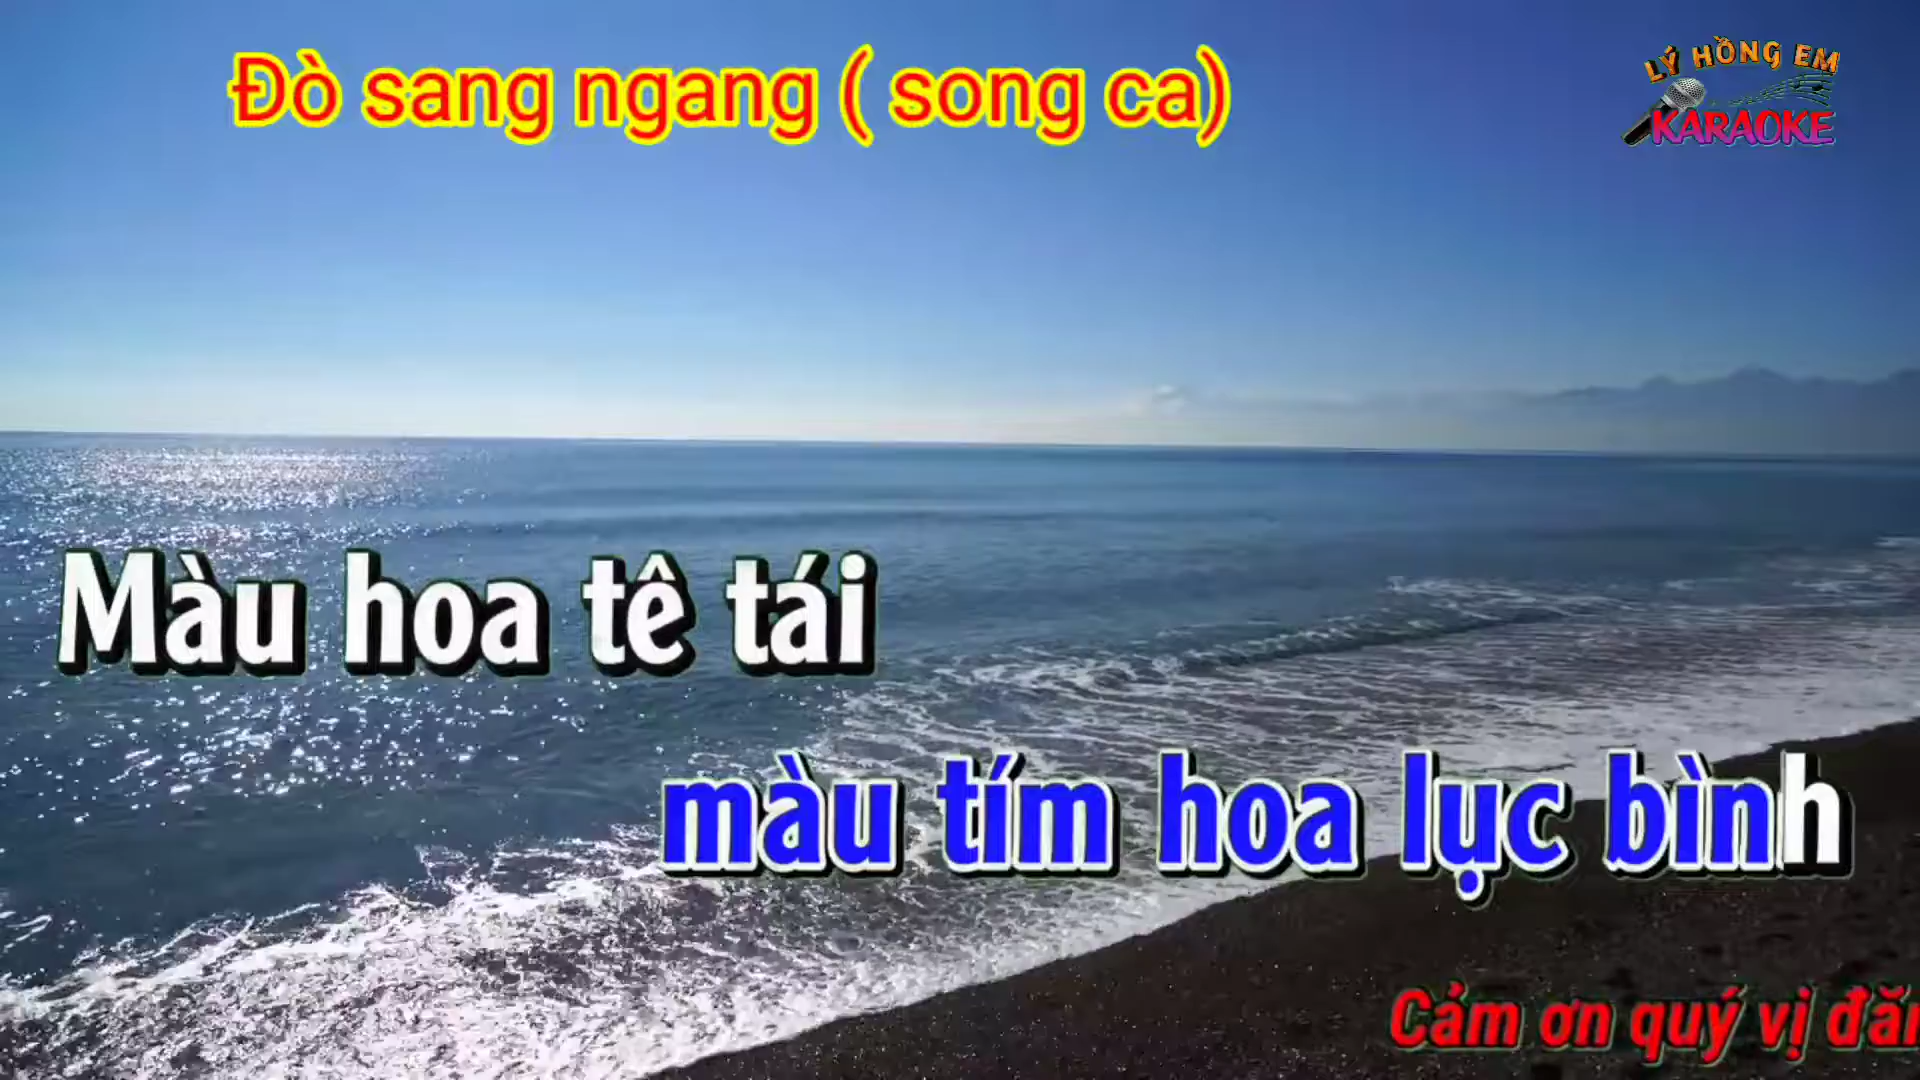 Đò sang ngang ( song ca)
LÝ HỒNG EM
KARAOKE
Màu hoa tê tái
màu tím hoa lục bình
Cảm ơn quý vị